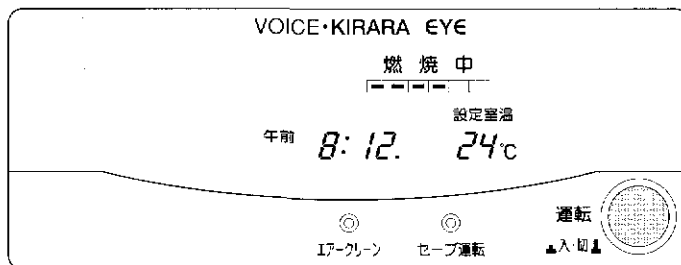 VOICE・KIRARA EYE
燃焼中
設定室温
午前 8:12. 24℃
運転
エアークリーン セーブ運転 入・切